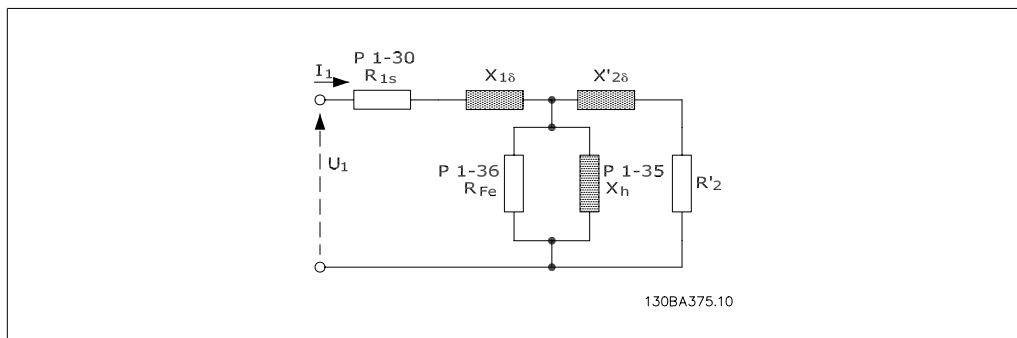 P 1-30
I1
R1s
X1δ
X'2δ
U1
P 1-36
RFe
P 1-35
Xh
R'2
130BA375.10